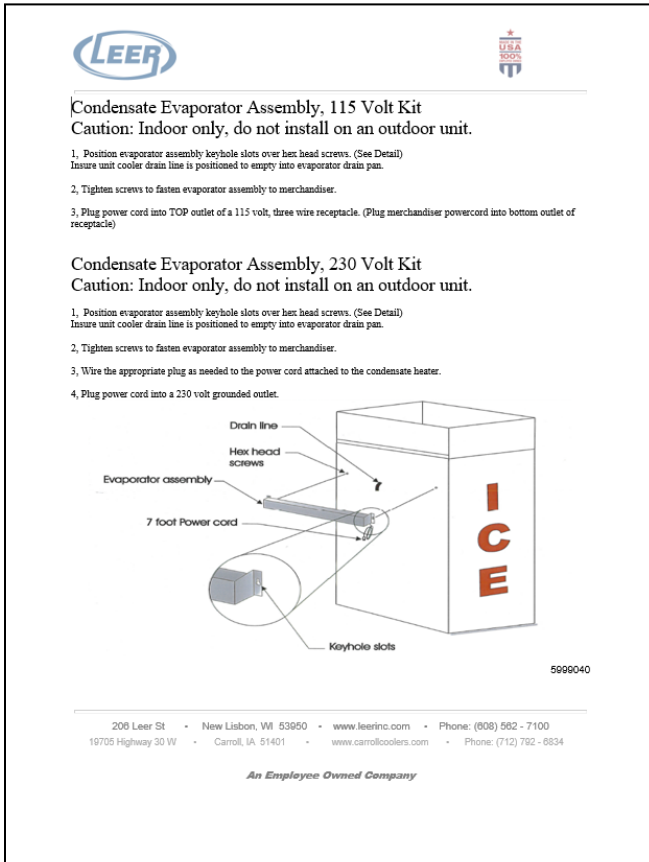 LEER
MADE IN THE
USA
100%
Condensate Evaporator Assembly, 115 Volt Kit
Caution: Indoor only, do not install on an outdoor unit.
1, Position evaporator assembly keyhole slots over hex head screws. (See Detail)
Insure unit cooler drain line is positioned to empty into evaporator drain pan.
2, Tighten screws to fasten evaporator assembly to merchandiser.
3, Plug power cord into TOP outlet of a 115 volt, three wire receptacle. (Plug merchandiser powercord into bottom outlet of
receptacle)
Condensate Evaporator Assembly, 230 Volt Kit
Caution: Indoor only, do not install on an outdoor unit.
1, Position evaporator assembly keyhole slots over hex head screws. (See Detail)
Insure unit cooler drain line is positioned to empty into evaporator drain pan.
2, Tighten screws to fasten evaporator assembly to merchandiser.
3, Wire the appropriate plug as needed to the power cord attached to the condensate heater.
4, Plug power cord into a 230 volt grounded outlet.
Drain line
Hex head
screws
Evaporator assembly
7 foot Power cord
ICE
Keyhole slots
5999040
206 Leer St • New Lisbon, WI 53950 • www.leerinc.com • Phone: (608) 562 - 7100
19705 Highway 30 W • Carroll, IA 51401 • www.carrollcoolers.com • Phone: (712) 792 - 6834
An Employee Owned Company